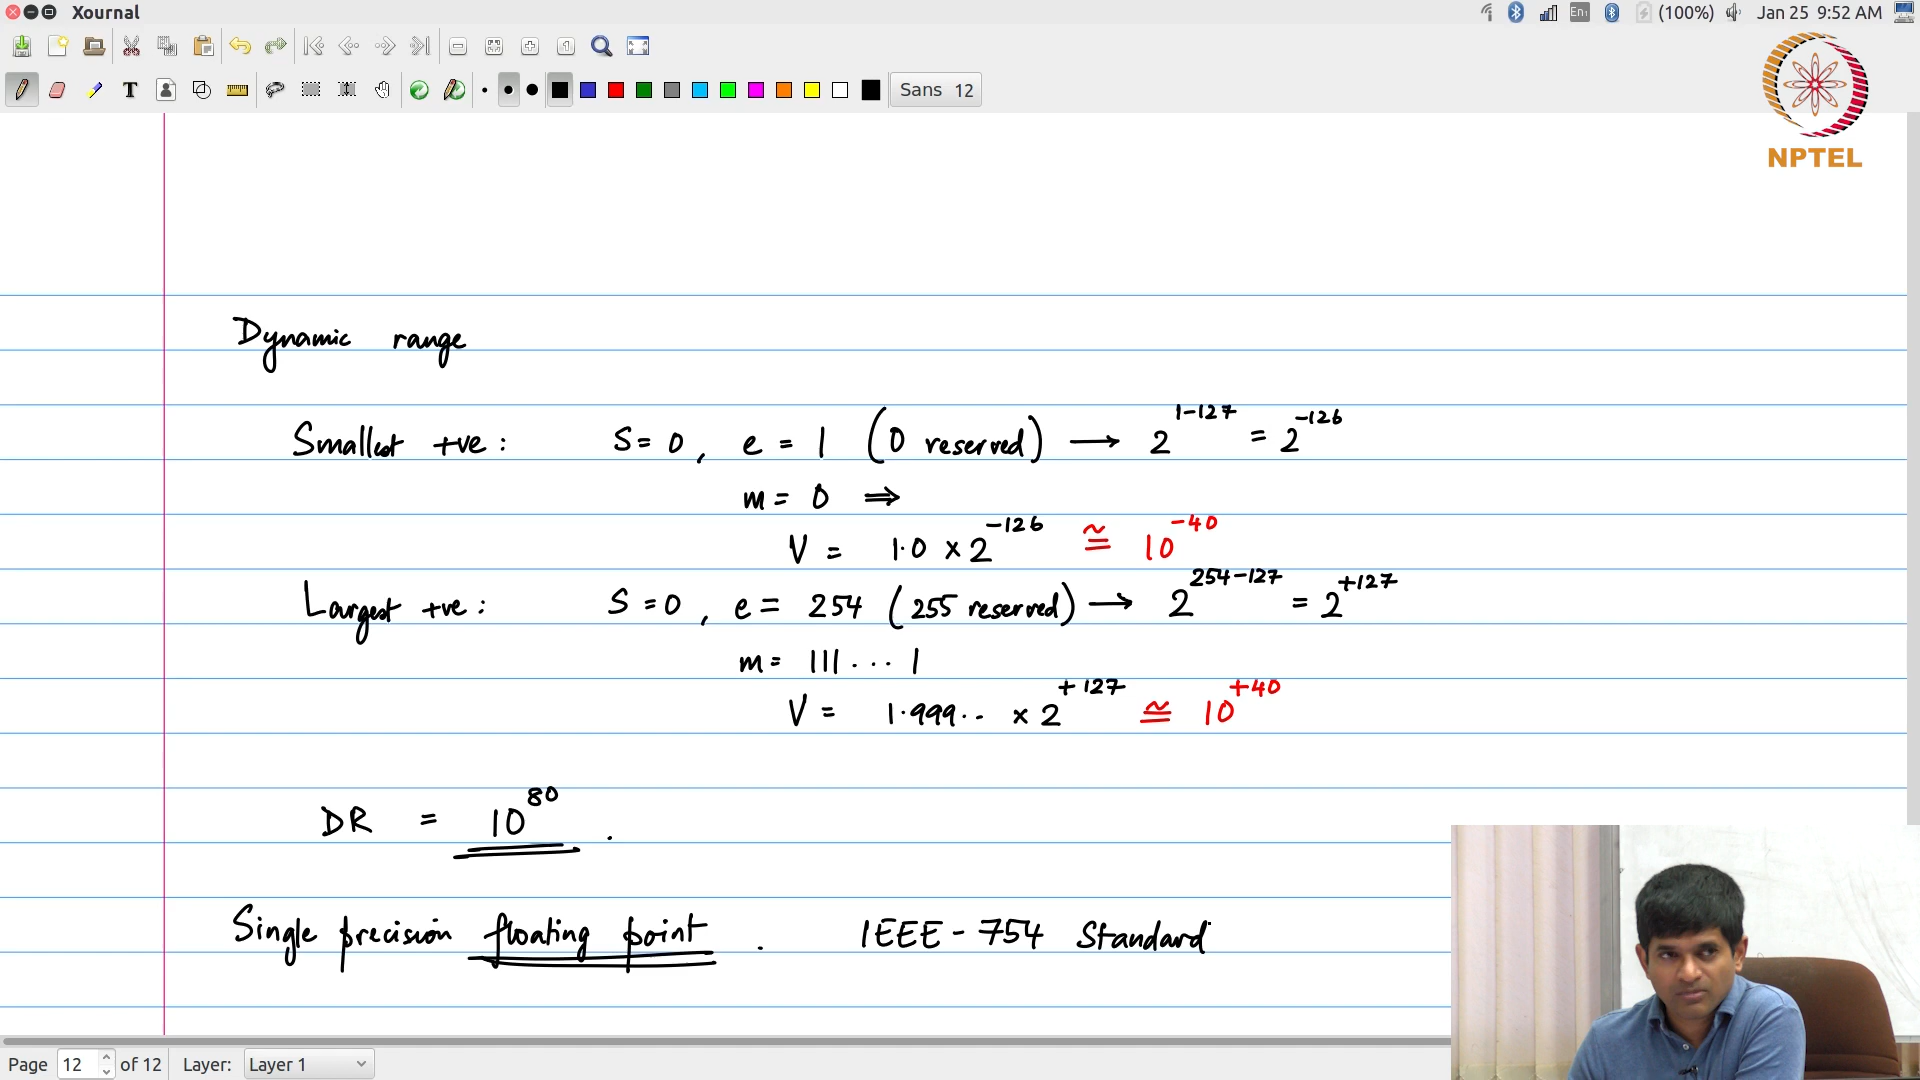 Xournal
En1
(100%)
Jan 25 9:52 AM
T
Sans 12
NPTEL
Dynamic range
Smallest +ve: S=0, e = 1 (0 reserved) → 2^{1-127} = 2^{-126}
m = 0 ⇒
V = 1.0 × 2^{-126} ≅ 10^{-40}
Largest +ve: S=0, e = 254 (255 reserved) → 2^{254-127} = 2^{+127}
m = 111... 1
V = 1.999.. × 2^{+127} ≅ 10^{+40}
DR = 10^{80}.
Single precision floating point. IEEE-754 Standard
Page 12 of 12 Layer: Layer 1